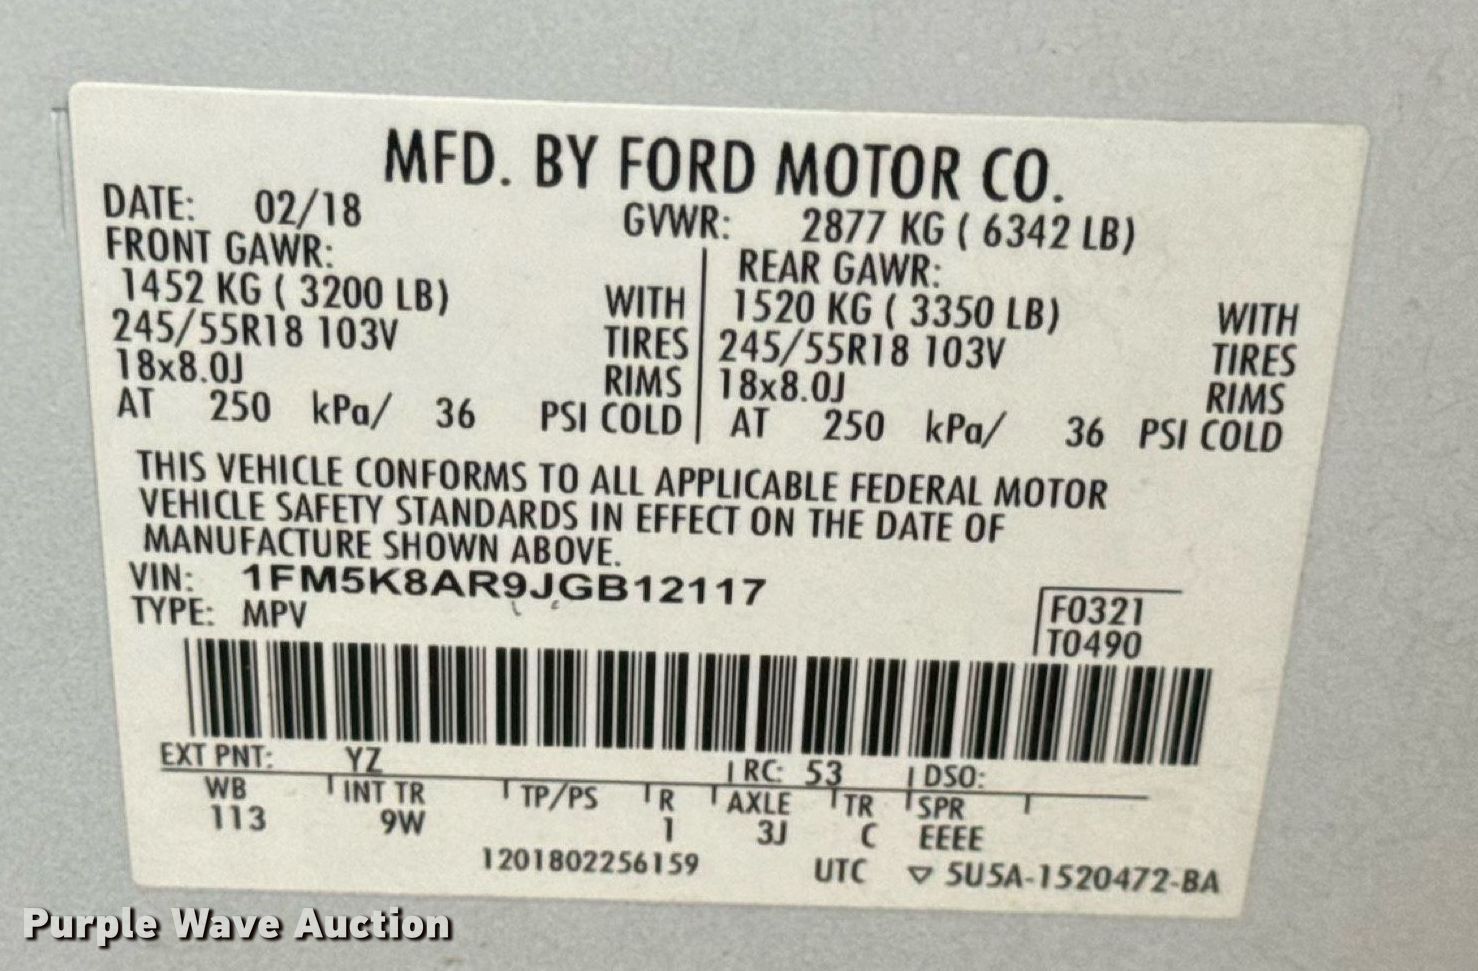 MFD. BY FORD MOTOR CO.
DATE: 02/18 GVWR: 2877 KG ( 6342 LB)
FRONT GAWR: REAR GAWR:
1452 KG ( 3200 LB) WITH 1520 KG ( 3350 LB) WITH
245/55R18 103V TIRES 245/55R18 103V TIRES
18x8.0J RIMS 18x8.0J RIMS
AT 250 kPa/ 36 PSI COLD AT 250 kPa/ 36 PSI COLD
THIS VEHICLE CONFORMS TO ALL APPLICABLE FEDERAL MOTOR
VEHICLE SAFETY STANDARDS IN EFFECT ON THE DATE OF
MANUFACTURE SHOWN ABOVE.
VIN: 1FM5K8AR9JGB12117
TYPE: MPV
F0321
T0490
EXT PNT: YZ RC: 53 DSO:
WB INT TR TP/PS R AXLE TR SPR
113 9W 1 3J C EEEE
1201802256159 UTC ▽ 5U5A-1520472-BA
Purple Wave Auction